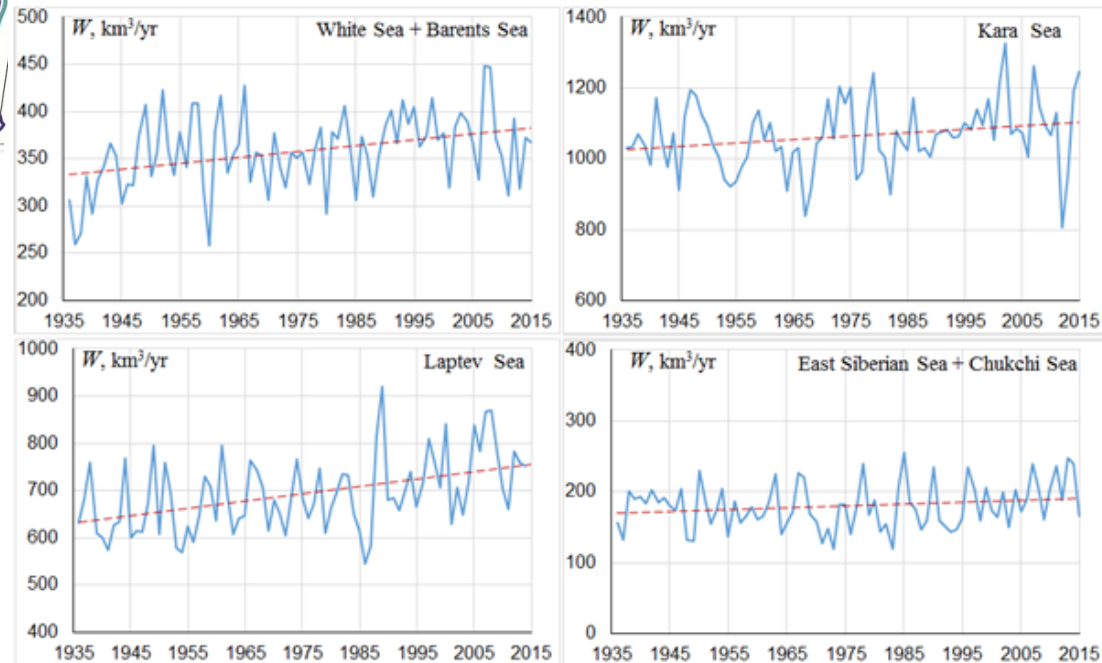 500
W, km³/yr
White Sea + Barents Sea
450
400
350
300
250
200
1935 1945 1955 1965 1975 1985 1995 2005 2015
1400
W, km³/yr
Kara Sea
1200
1000
800
600
1935 1945 1955 1965 1975 1985 1995 2005 2015
1000
W, km³/yr
Laptev Sea
900
800
700
600
500
400
1935 1945 1955 1965 1975 1985 1995 2005 2015
400
W, km³/yr
East Siberian Sea + Chukchi Sea
300
200
100
0
1935 1945 1955 1965 1975 1985 1995 2005 2015